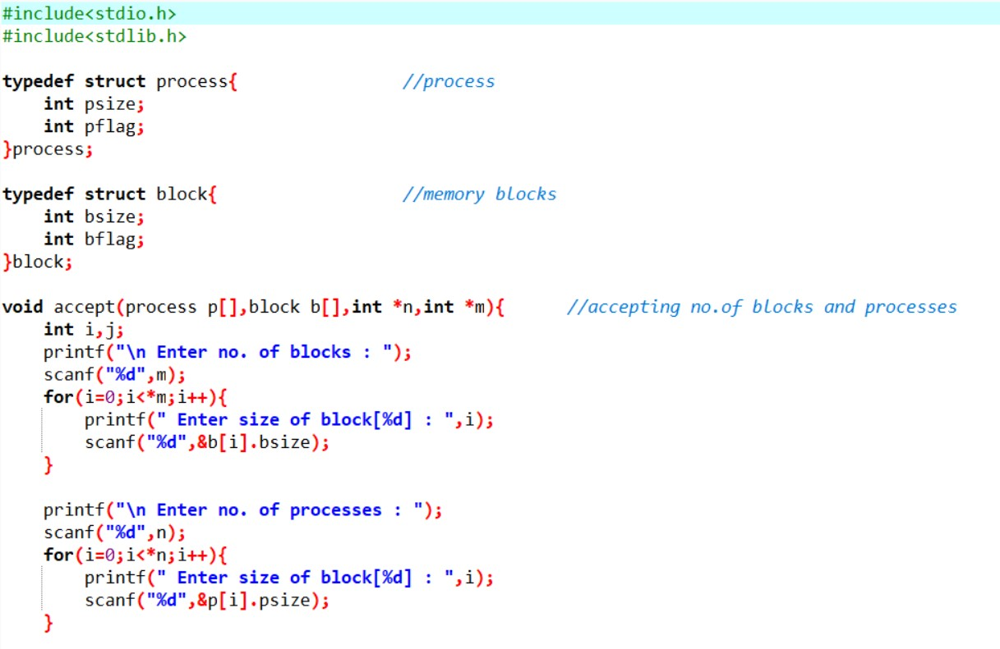 #include<stdio.h>
#include<stdlib.h>
typedef struct process{ //process
int psize;
int pflag;
}process;
typedef struct block{ //memory blocks
int bsize;
int bflag;
}block;
void accept(process p[],block b[],int *n,int *m){ //accepting no.of blocks and processes
int i,j;
printf("\n Enter no. of blocks : ");
scanf("%d",m);
for(i=0;i<*m;i++){
printf(" Enter size of block[%d] : ",i);
scanf("%d",&b[i].bsize);
}
printf("\n Enter no. of processes : ");
scanf("%d",n);
for(i=0;i<*n;i++){
printf(" Enter size of block[%d] : ",i);
scanf("%d",&p[i].psize);
}